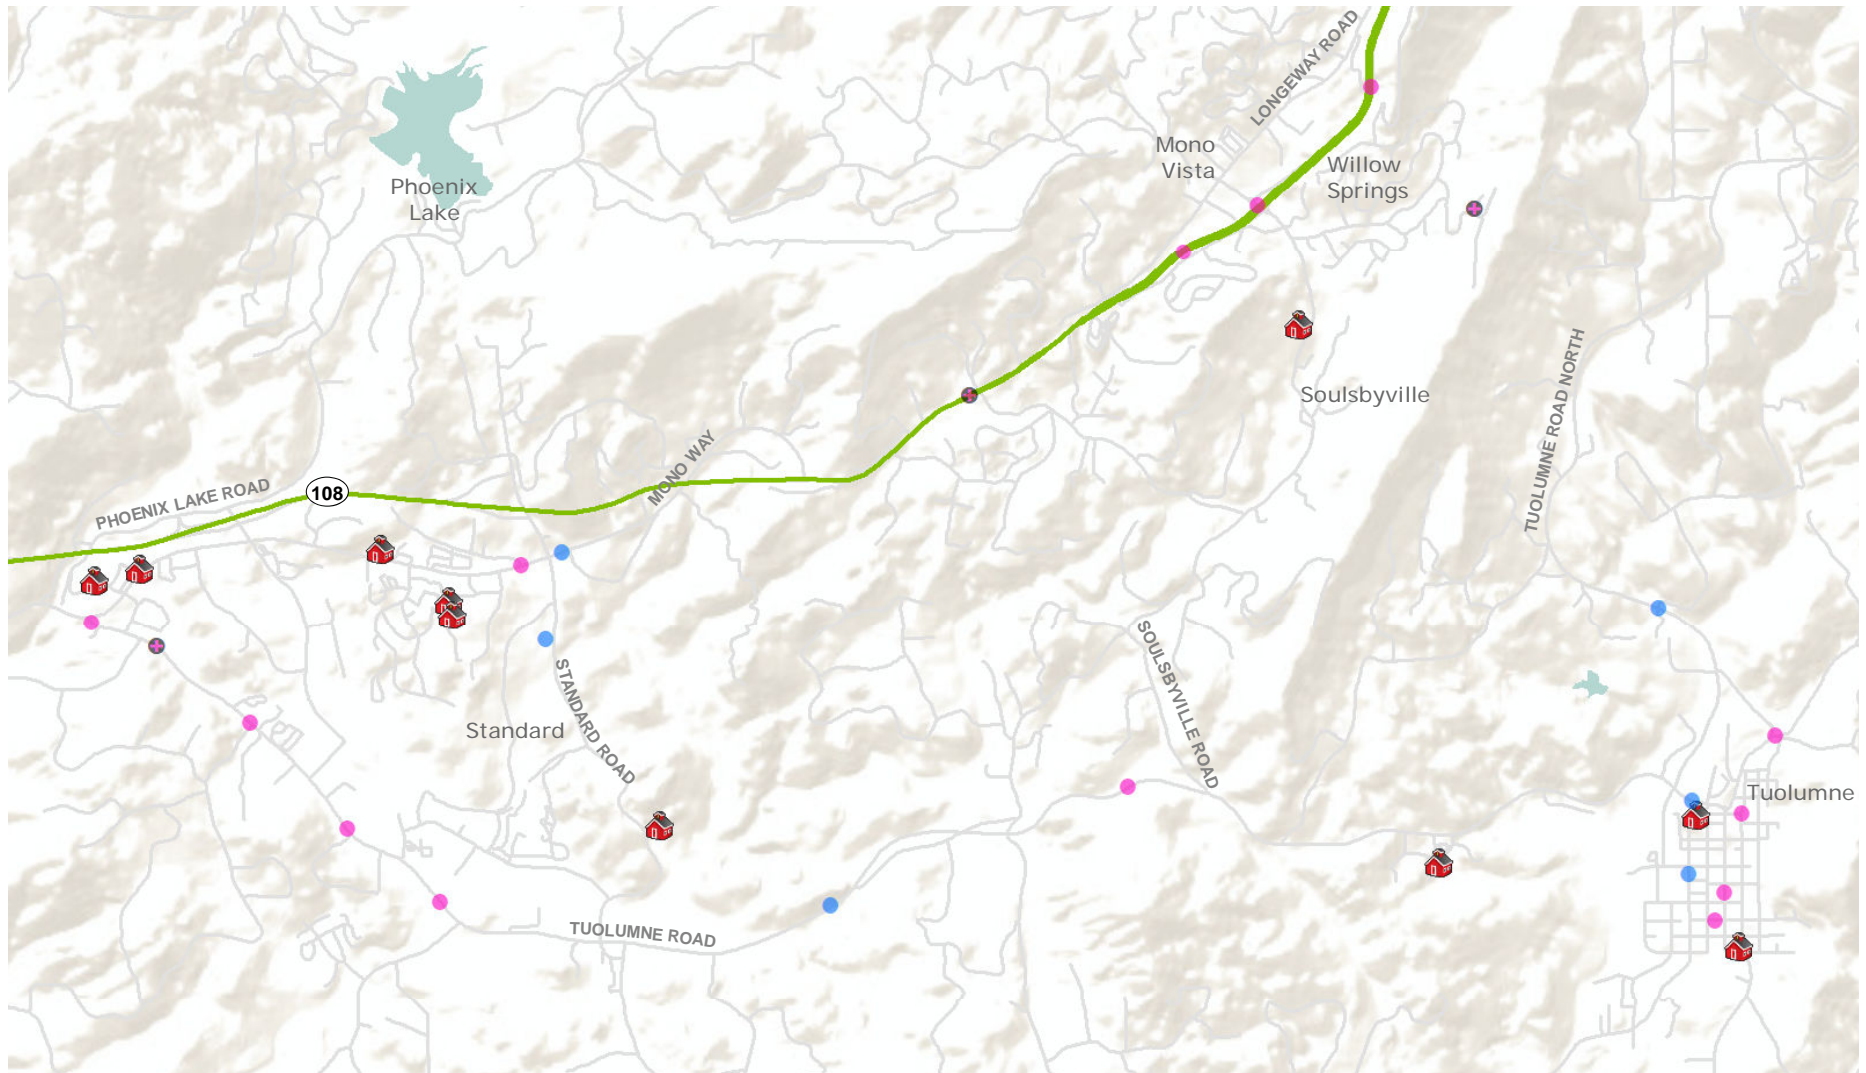 LONGEWAY ROAD
Mono
Vista
Willow
Springs
Phoenix
Lake
Soulsbyville
TUOLUMNE ROAD NORTH
MONO WAY
PHOENIX LAKE ROAD
108
STANDARD ROAD
Standard
SOULSBYVILLE ROAD
Tuolumne
TUOLUMNE ROAD